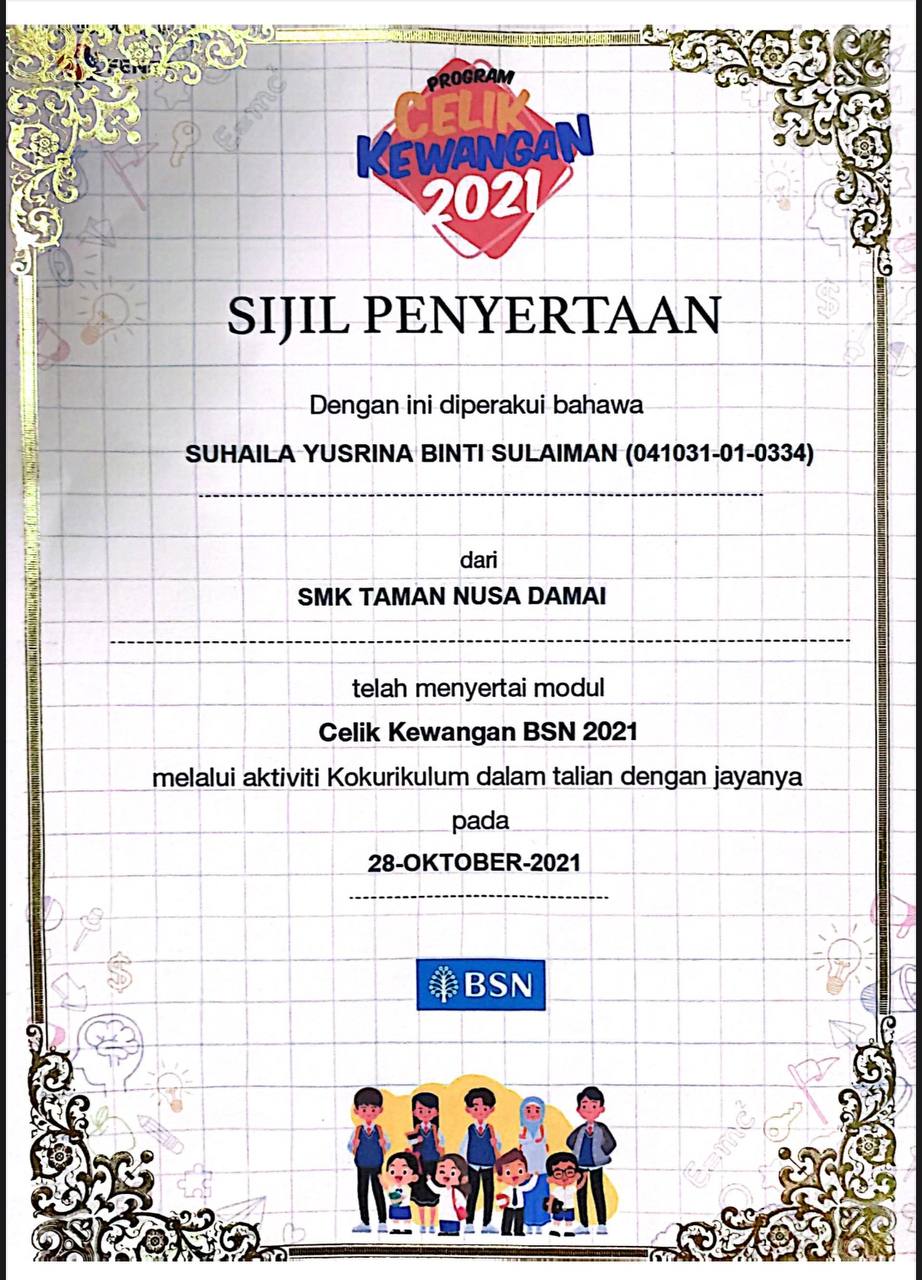 PROGRAM
CELIK
KEWANGAN
2021
SIJIL PENYERTAAN
Dengan ini diperakui bahawa
SUHAILA YUSRINA BINTI SULAIMAN (041031-01-0334)
dari
SMK TAMAN NUSA DAMAI
telah menyertai modul
Celik Kewangan BSN 2021
melalui aktiviti Kokurikulum dalam talian dengan jayanya
pada
28-OKTOBER-2021
BSN
E=mc²
E=mc²